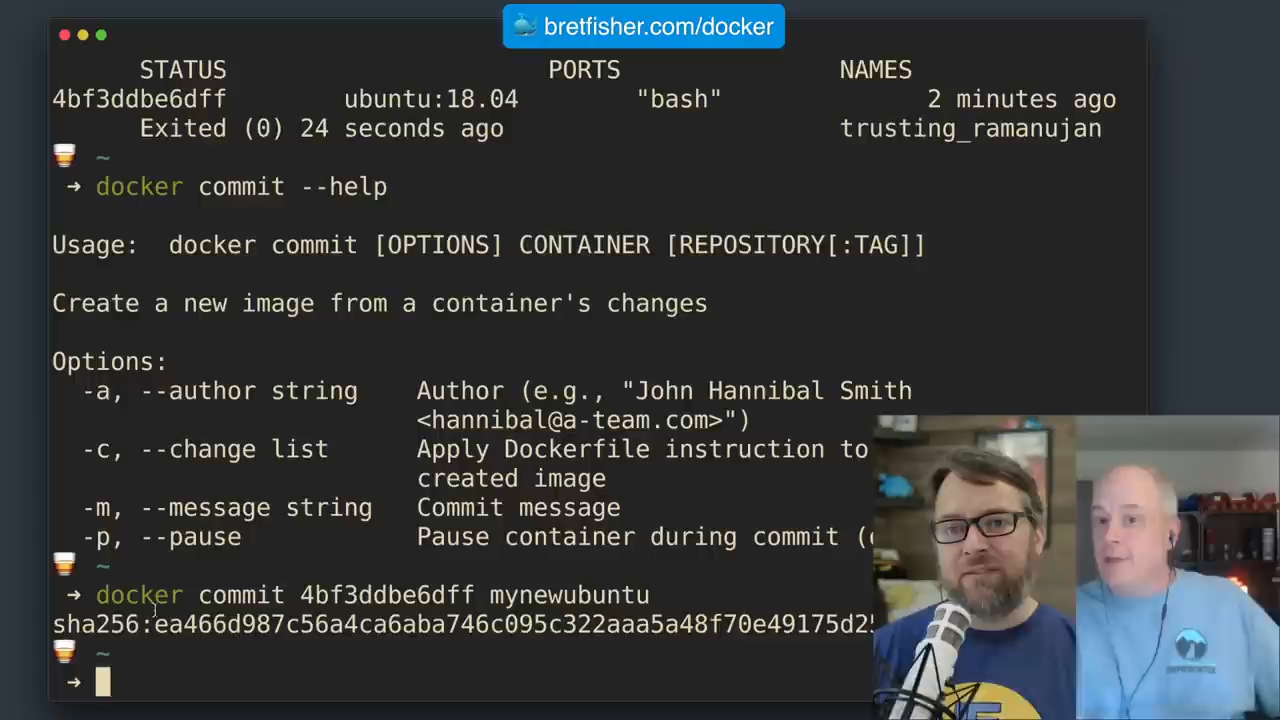 bretfisher.com/docker
STATUS PORTS NAMES
4bf3ddbe6dff ubuntu:18.04 "bash" 2 minutes ago
Exited (0) 24 seconds ago trusting_ramanujan
~
➜ docker commit --help
Usage: docker commit [OPTIONS] CONTAINER [REPOSITORY[:TAG]]
Create a new image from a container's changes
Options:
-a, --author string Author (e.g., "John Hannibal Smith
<hannibal@a-team.com>")
-c, --change list Apply Dockerfile instruction to
created image
-m, --message string Commit message
-p, --pause Pause container during commit (
~
➜ docker commit 4bf3ddbe6dff mynewubuntu
sha256:ea466d987c56a4ca6aba746c095c322aaa5a48f70e49175d2
~
➜